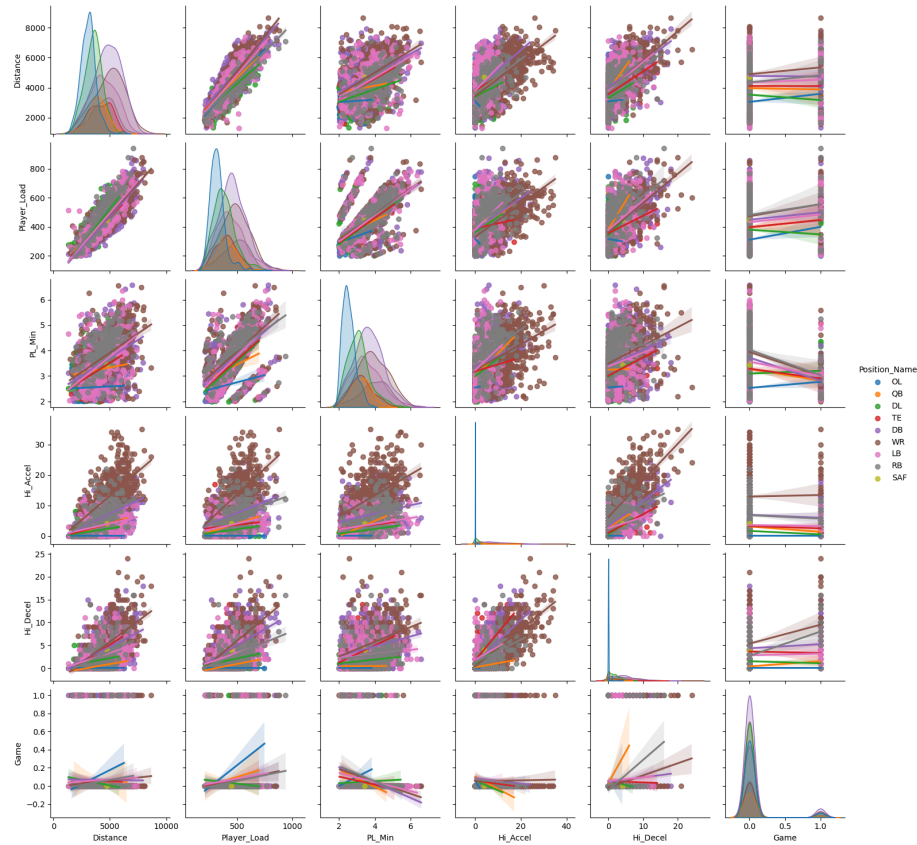 8000
6000
4000
2000
Distance
800
600
400
200
Player_Load
6
5
4
3
2
PL_Min
30
20
10
0
Hi_Accel
25
20
15
10
5
0
Hi_Decel
1.0
0.8
0.6
0.4
0.2
0.0
−0.2
Game
0 5000 10000
Distance
500 1000
Player_Load
2 4 6
PL_Min
0 20 40
Hi_Accel
0 20
Hi_Decel
0.0 0.5 1.0
Game
Position_Name
OL
QB
DL
TE
DB
WR
LB
RB
SAF